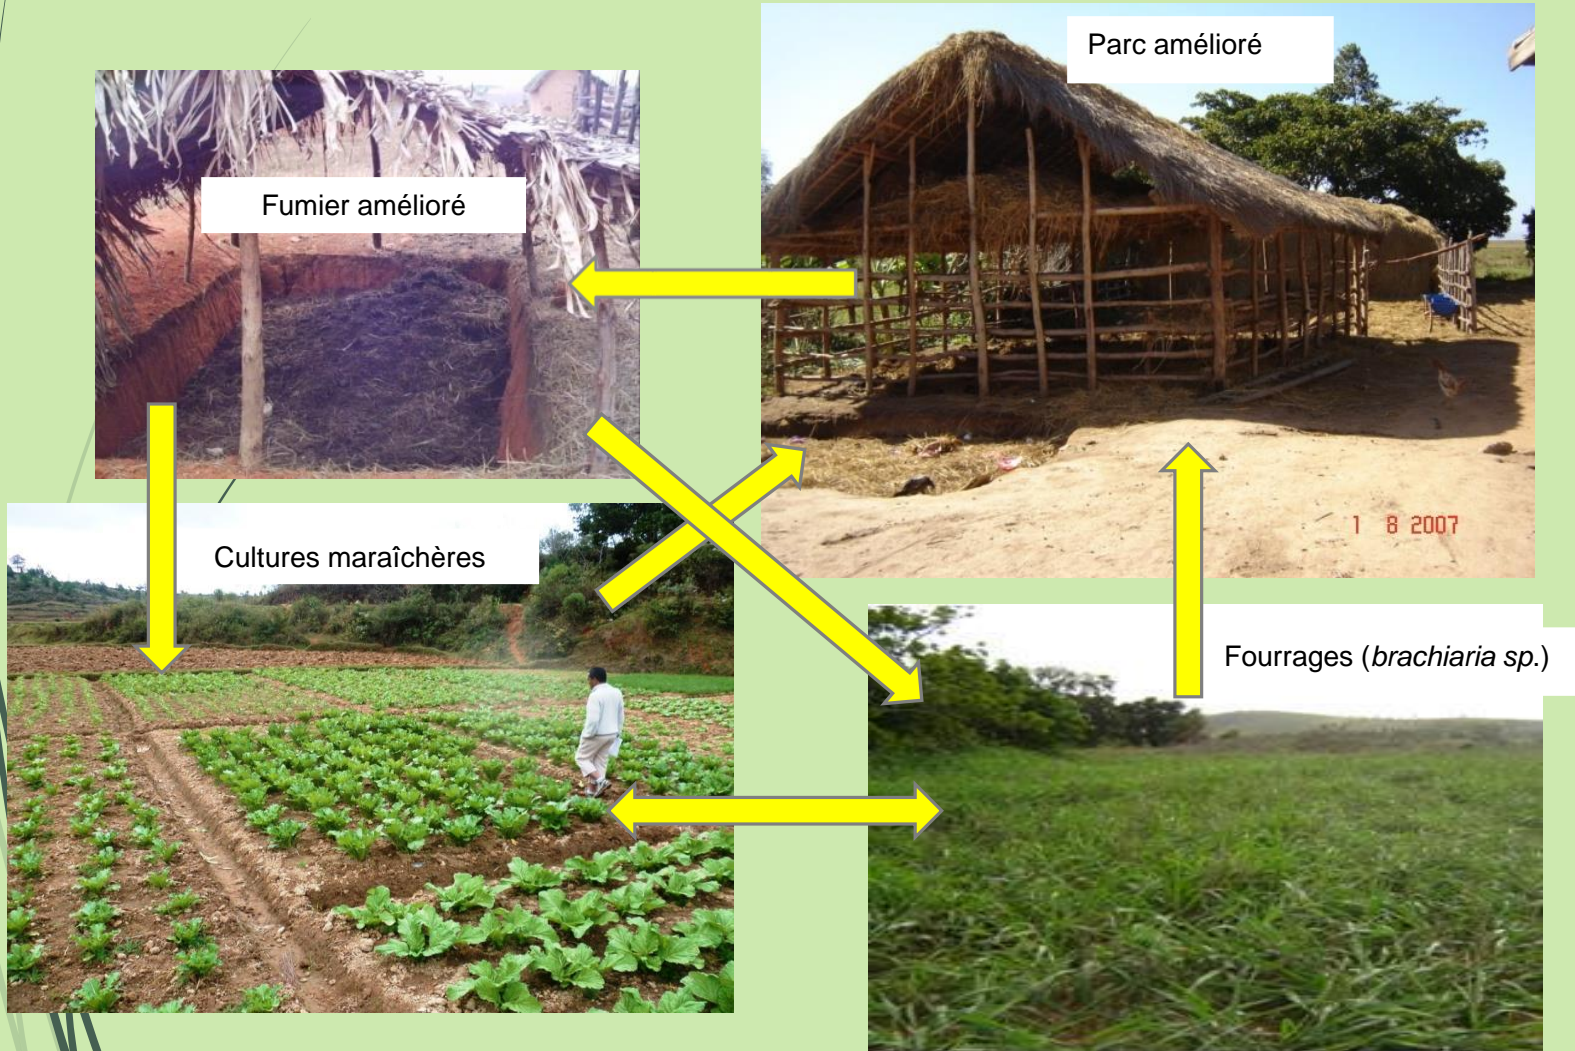 Parc amélioré
Fumier amélioré
1 8 2007
Cultures maraîchères
Fourrages (brachiaria sp.)